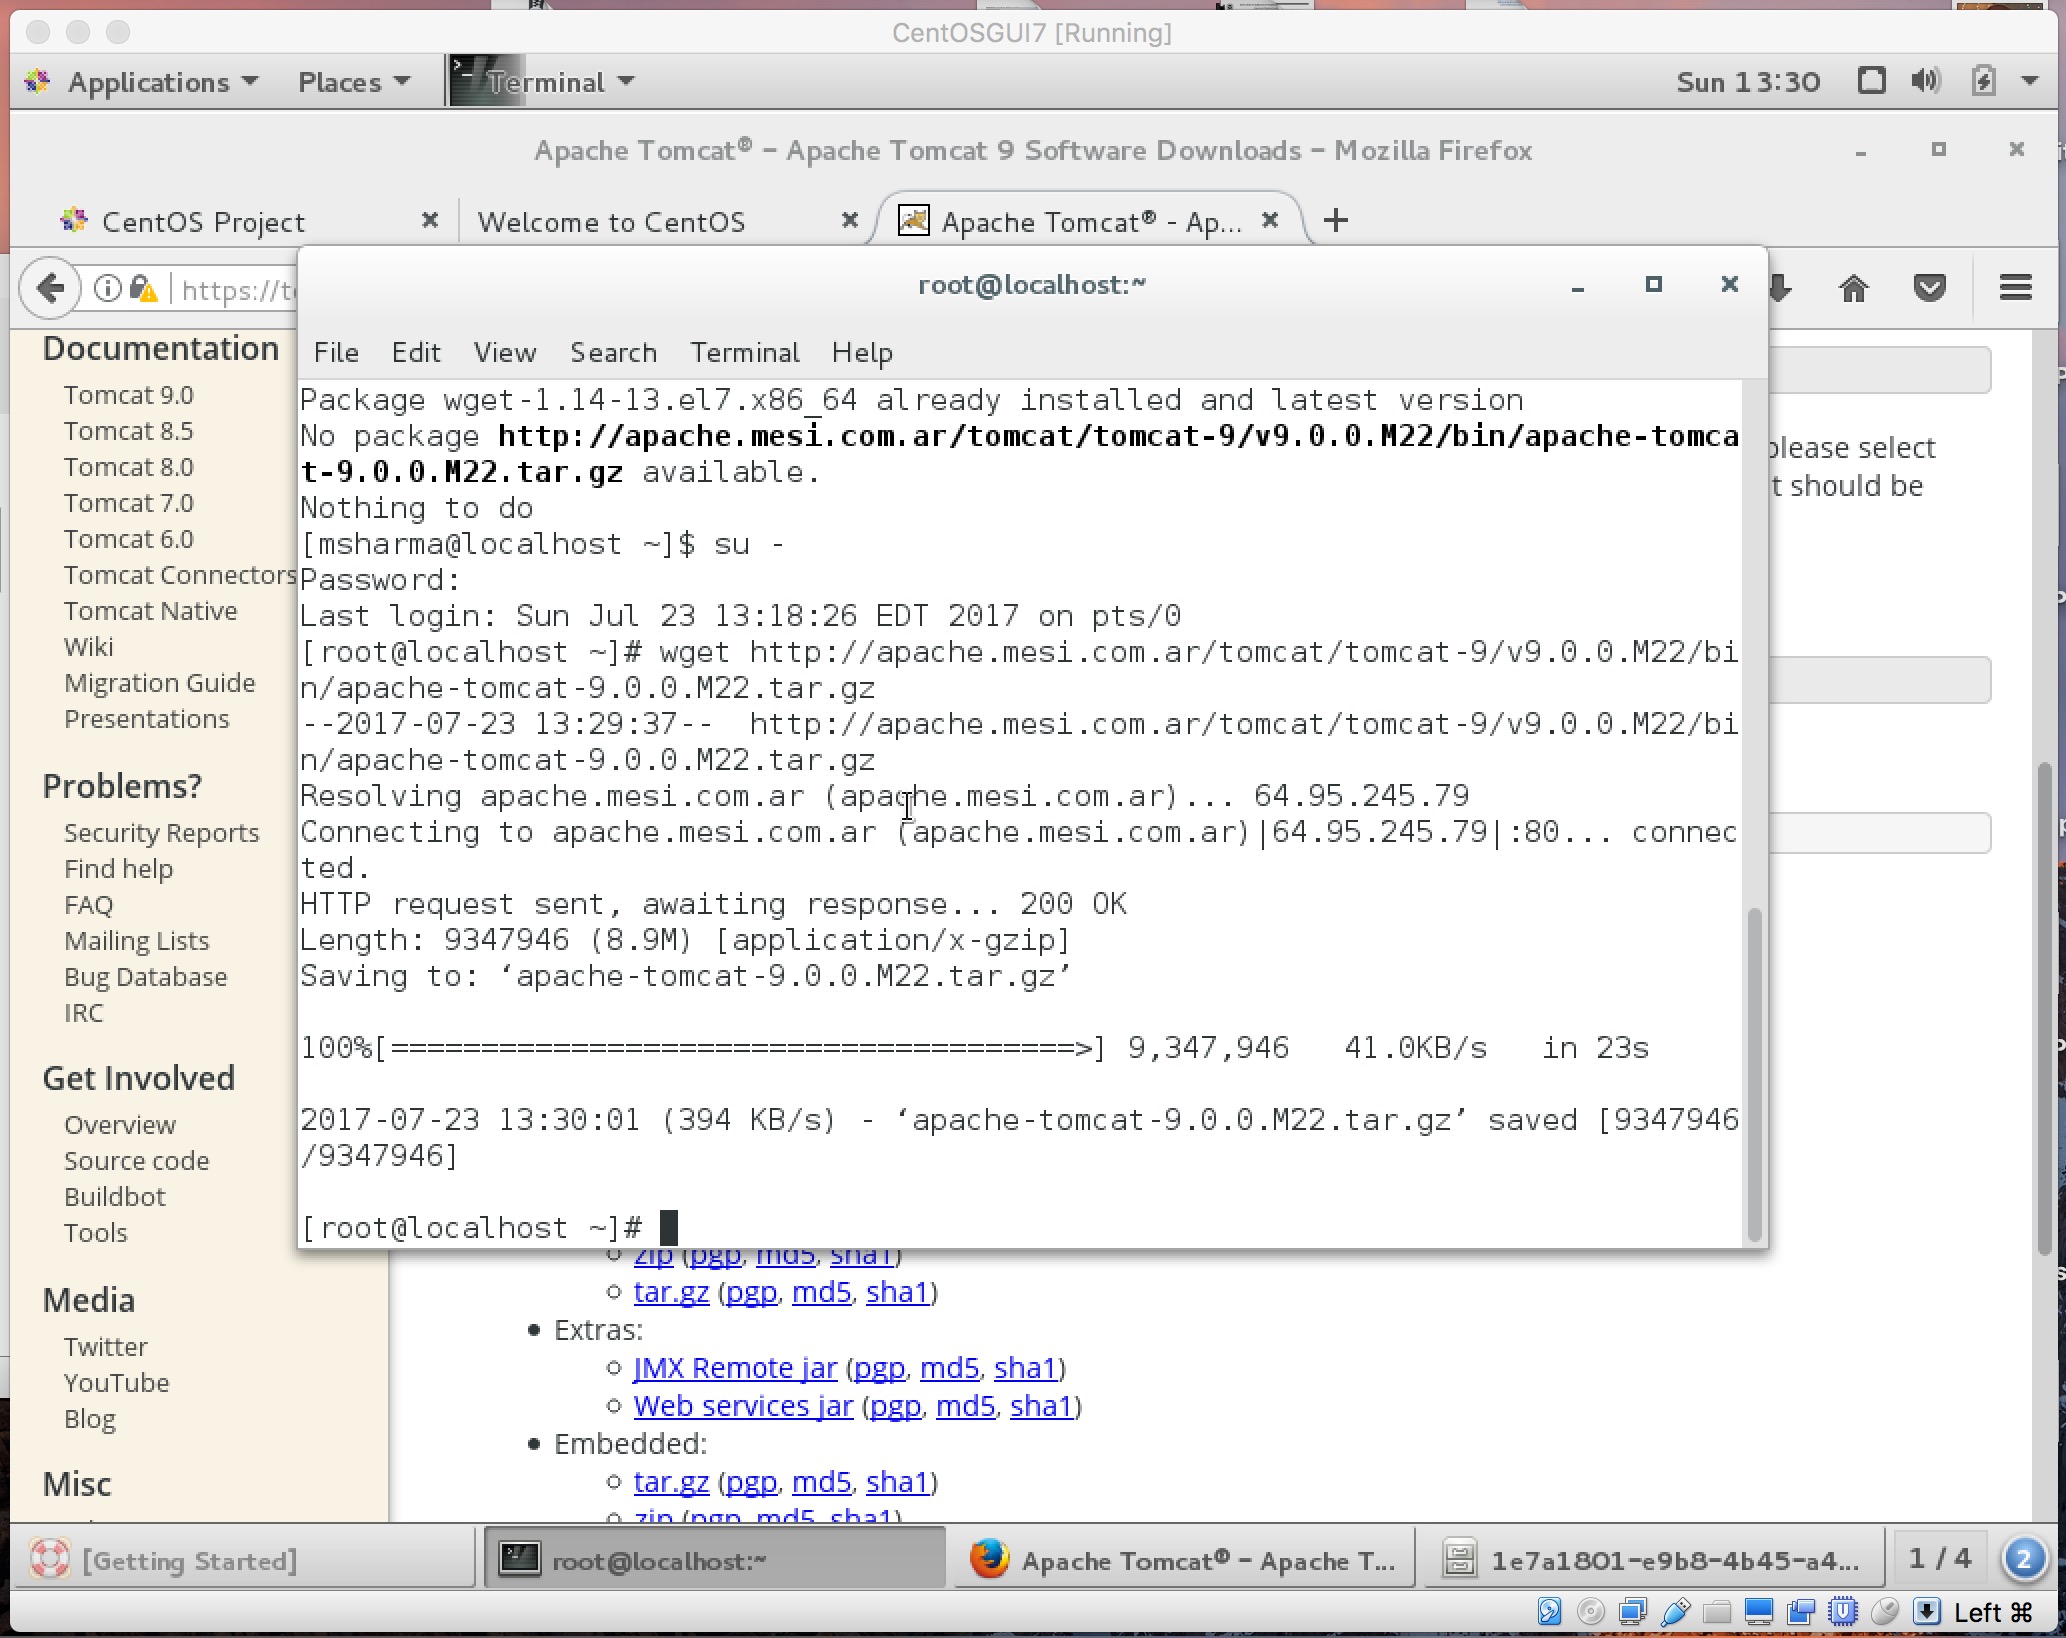 CentOSGUI7 [Running]
Applications Places Terminal Sun 13:30
Apache Tomcat® – Apache Tomcat 9 Software Downloads – Mozilla Firefox
CentOS Project Welcome to CentOS Apache Tomcat® - Ap...
https://t
root@localhost:~
File Edit View Search Terminal Help
Package wget-1.14-13.el7.x86_64 already installed and latest version
No package http://apache.mesi.com.ar/tomcat/tomcat-9/v9.0.0.M22/bin/apache-tomca
t-9.0.0.M22.tar.gz available.
Nothing to do
[msharma@localhost ~]$ su -
Password:
Last login: Sun Jul 23 13:18:26 EDT 2017 on pts/0
[root@localhost ~]# wget http://apache.mesi.com.ar/tomcat/tomcat-9/v9.0.0.M22/bi
n/apache-tomcat-9.0.0.M22.tar.gz
--2017-07-23 13:29:37--  http://apache.mesi.com.ar/tomcat/tomcat-9/v9.0.0.M22/bi
n/apache-tomcat-9.0.0.M22.tar.gz
Resolving apache.mesi.com.ar (apache.mesi.com.ar)... 64.95.245.79
Connecting to apache.mesi.com.ar (apache.mesi.com.ar)|64.95.245.79|:80... connec
ted.
HTTP request sent, awaiting response... 200 OK
Length: 9347946 (8.9M) [application/x-gzip]
Saving to: ‘apache-tomcat-9.0.0.M22.tar.gz’
100%[======================================>] 9,347,946   41.0KB/s   in 23s
2017-07-23 13:30:01 (394 KB/s) - ‘apache-tomcat-9.0.0.M22.tar.gz’ saved [9347946
/9347946]
[root@localhost ~]#
Documentation
Tomcat 9.0
Tomcat 8.5
Tomcat 8.0
Tomcat 7.0
Tomcat 6.0
Tomcat Connectors
Tomcat Native
Wiki
Migration Guide
Presentations
Problems?
Security Reports
Find help
FAQ
Mailing Lists
Bug Database
IRC
Get Involved
Overview
Source code
Buildbot
Tools
Media
Twitter
YouTube
Blog
Misc
please select
t should be
zip (pgp, md5, sha1)
tar.gz (pgp, md5, sha1)
Extras:
JMX Remote jar (pgp, md5, sha1)
Web services jar (pgp, md5, sha1)
Embedded:
tar.gz (pgp, md5, sha1)
zip (pgp, md5, sha1)
[Getting Started] root@localhost:~ Apache Tomcat® – Apache T... 1e7a1801-e9b8-4b45-a4... 1 / 4 2
Left ⌘